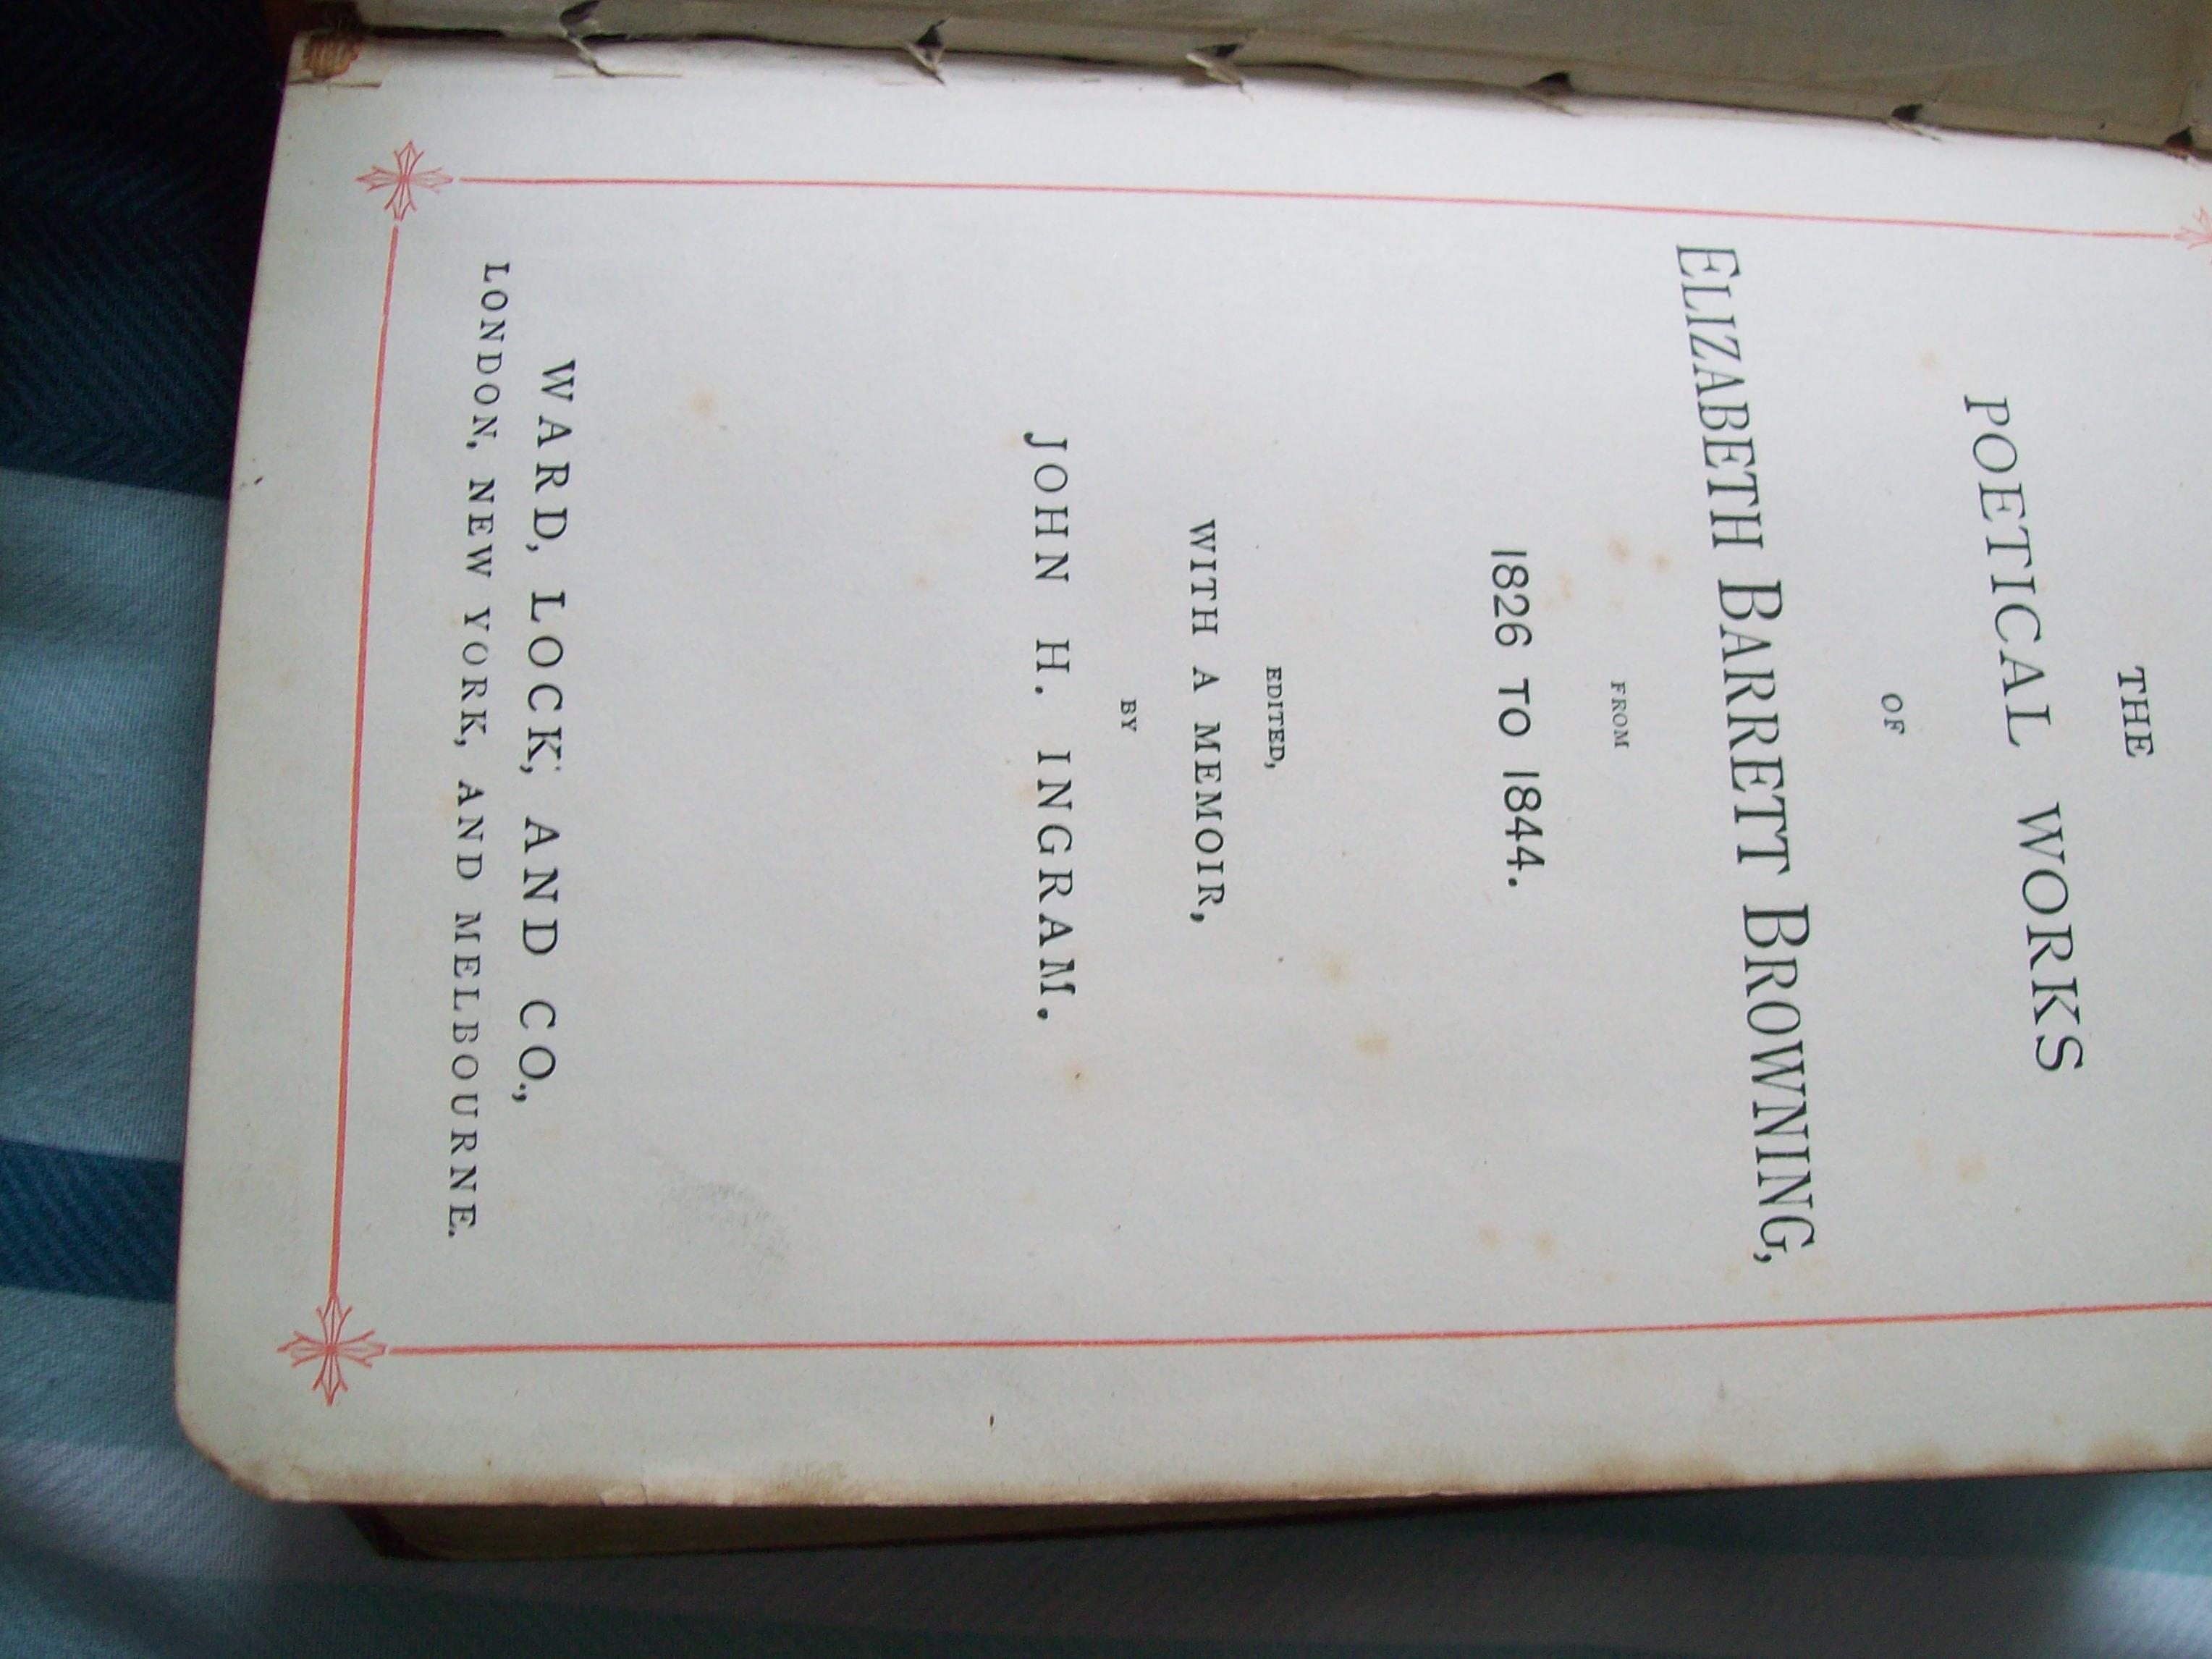 THE
POETICAL WORKS
OF
ELIZABETH BARRETT BROWNING,
FROM
1826 TO 1844.
EDITED,
WITH A MEMOIR,
BY
JOHN H. INGRAM.
WARD, LOCK, AND CO.,
LONDON, NEW YORK, AND MELBOURNE.